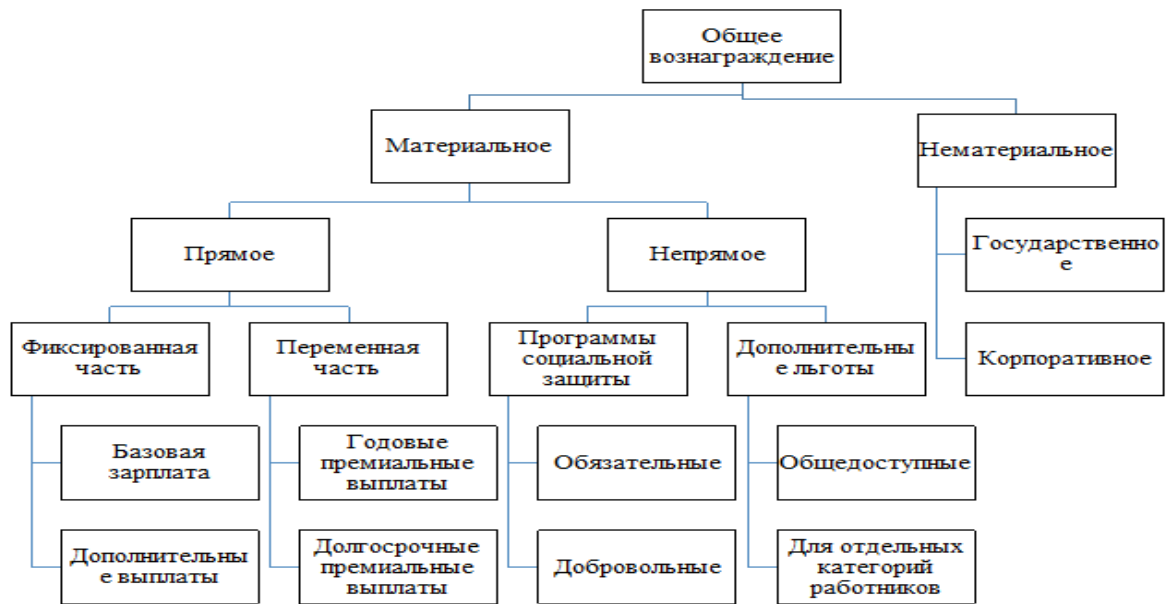 Общее
вознаграждение
Материальное
Нематериальное
Прямое
Непрямое
Государственно
е
Корпоративное
Фиксированная
часть
Переменная
часть
Программы
социальной
защиты
Дополнительны
е льготы
Базовая
зарплата
Годовые
премиальные
выплаты
Обязательные
Общедоступные
Дополнительны
е выплаты
Долгосрочные
премиальные
выплаты
Добровольные
Для отдельных
категорий
работников